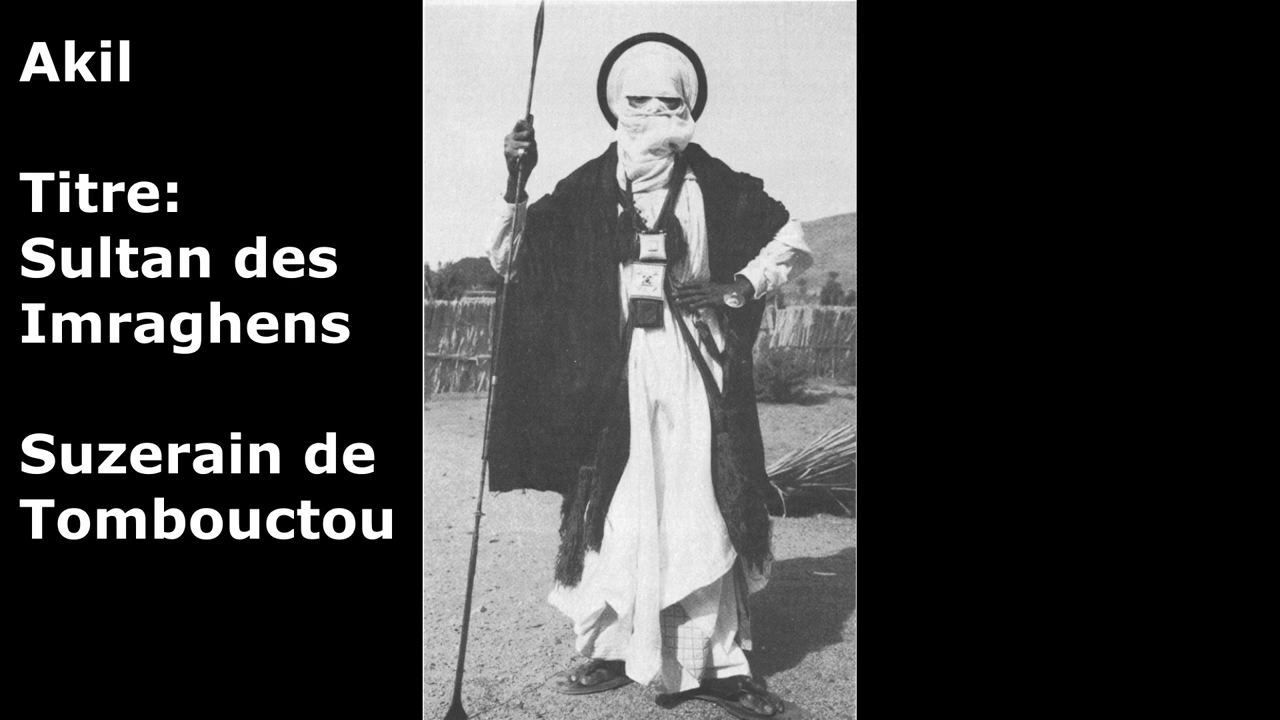 Akil
Titre:
Sultan des
Imraghens
Suzerain de
Tombouctou